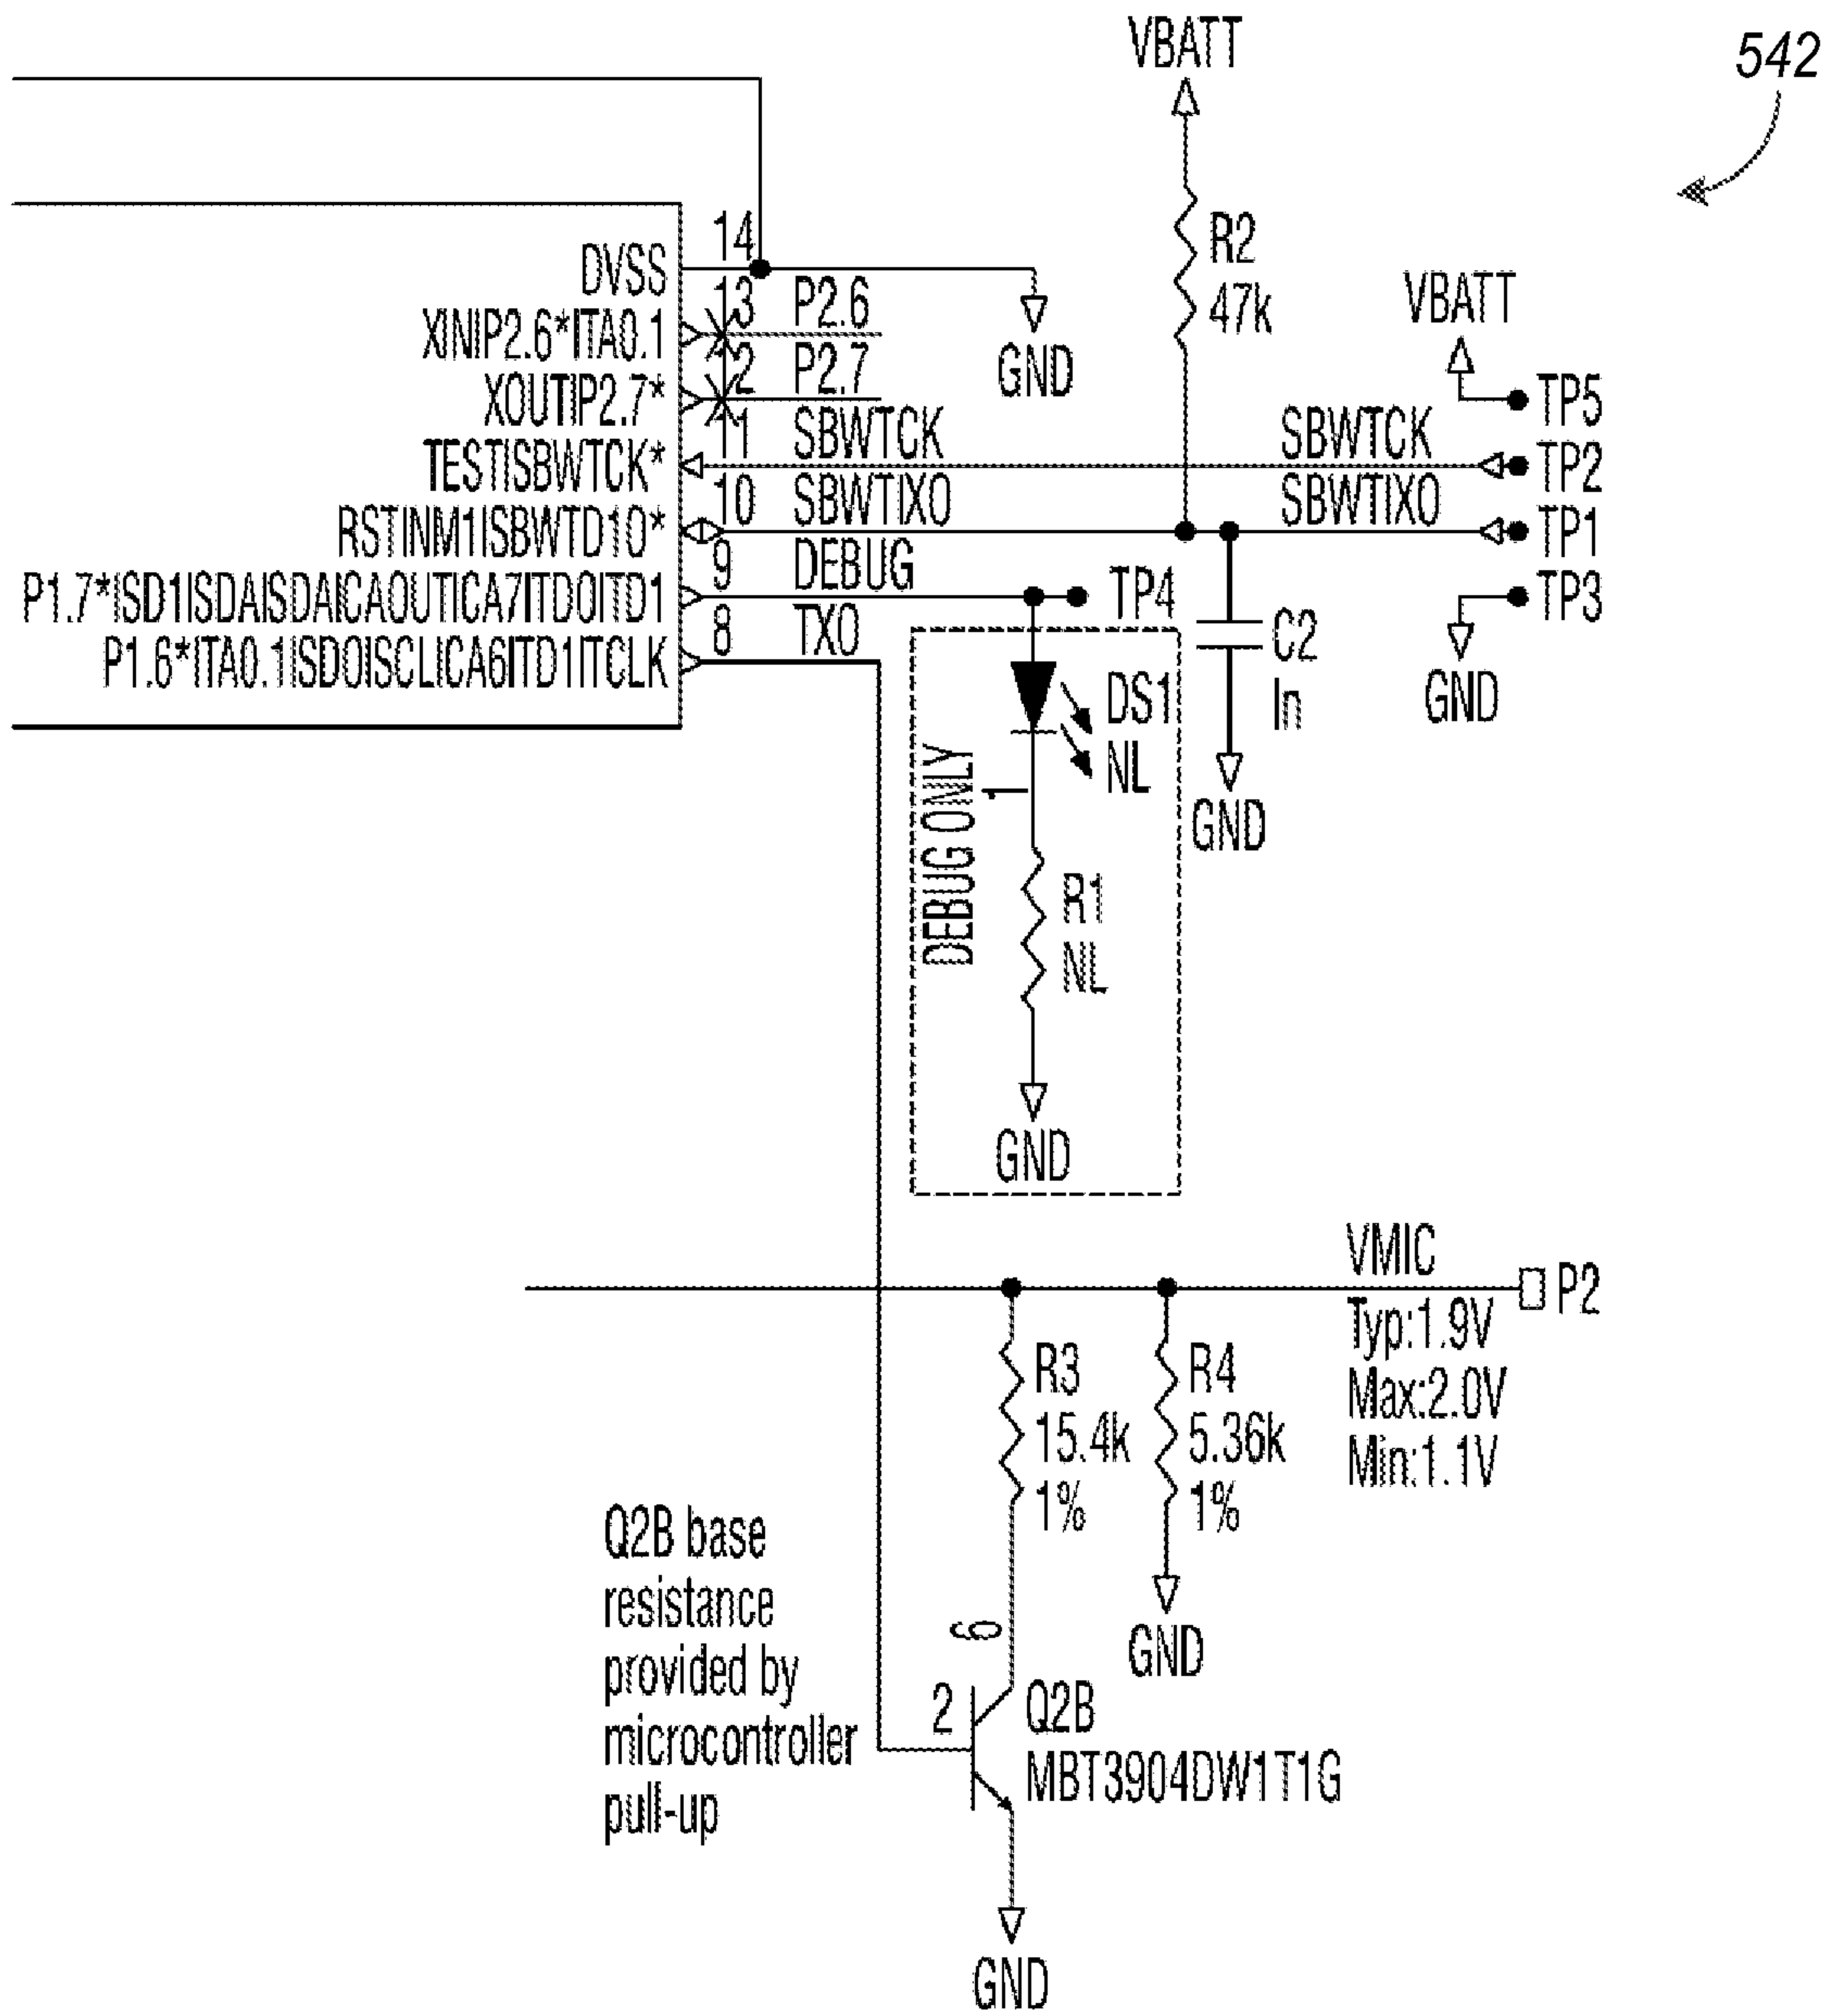 542
VBATT
R2
47k
DVSS
14
GND
XINIP2.6*ITA0.1
13
P2.6
XOUTIP2.7*
12
P2.7
TESTISBWTCK*
11
SBWTCK
SBWTCK
RSTINM1ISBWTD10*
10
SBWTIXO
SBWTIXO
P1.7*ISD1ISDAISDAICAOUTICA7ITD0ITD1
9
DEBUG
TP4
P1.6*ITA0.1ISDOISCLICA6ITD1ITCLK
8
TXO
VBATT
TP5
TP2
TP1
TP3
GND
C2
In
GND
DEBUG ONLY
DS1
NL
1
R1
NL
GND
VMIC
P2
Typ:1.9V
Max:2.0V
Min:1.1V
R3
15.4k
1%
R4
5.36k
1%
GND
Q2B base
resistance
provided by
microcontroller
pull-up
6
2
Q2B
MBT3904DW1T1G
GND